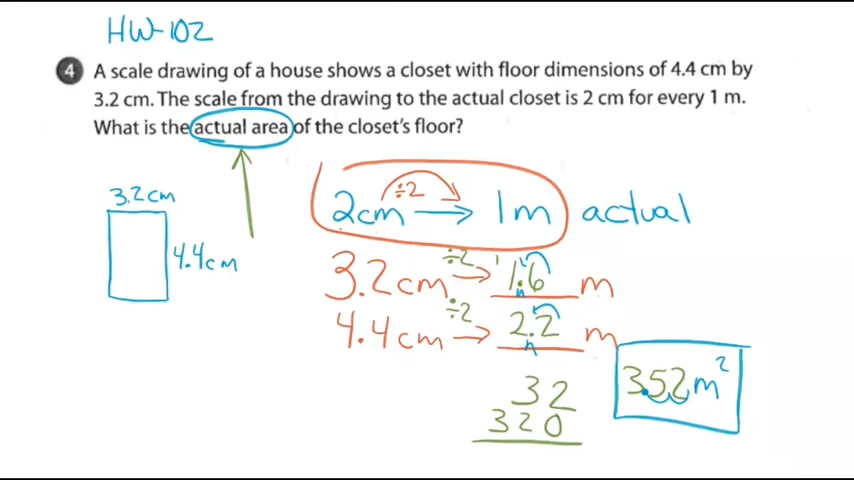 HW-102
4 A scale drawing of a house shows a closet with floor dimensions of 4.4 cm by
3.2 cm. The scale from the drawing to the actual closet is 2 cm for every 1 m.
What is the actual area of the closet's floor?
3.2cm
4.4cm
÷2
2cm → 1m actual
÷2
3.2cm → 1.6 m
÷2
4.4cm → 2.2 m
32
320
3.52m²